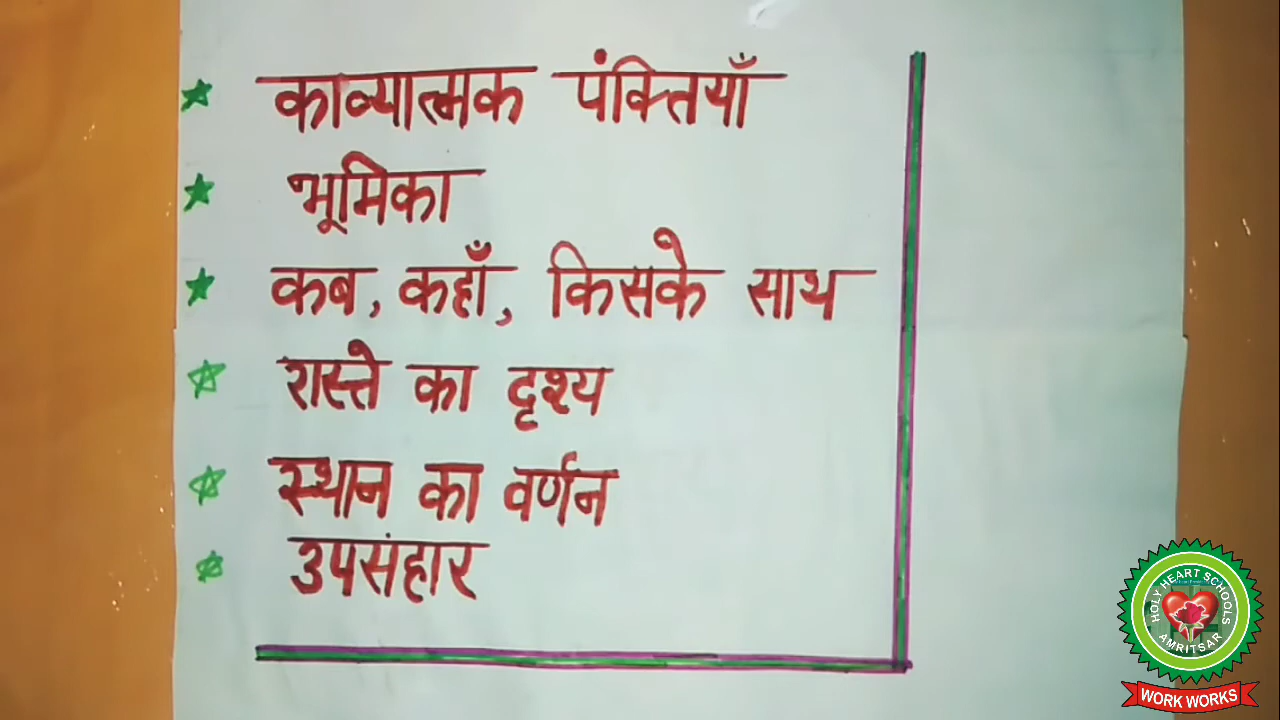 काव्यात्मक पंक्तियाँ
भूमिका
कब, कहाँ, किसके साथ
रास्ते का दृश्य
स्थान का वर्णन
उपसंहार
HOLY HEART SCHOOLS
AMRITSAR
WORK WORKS